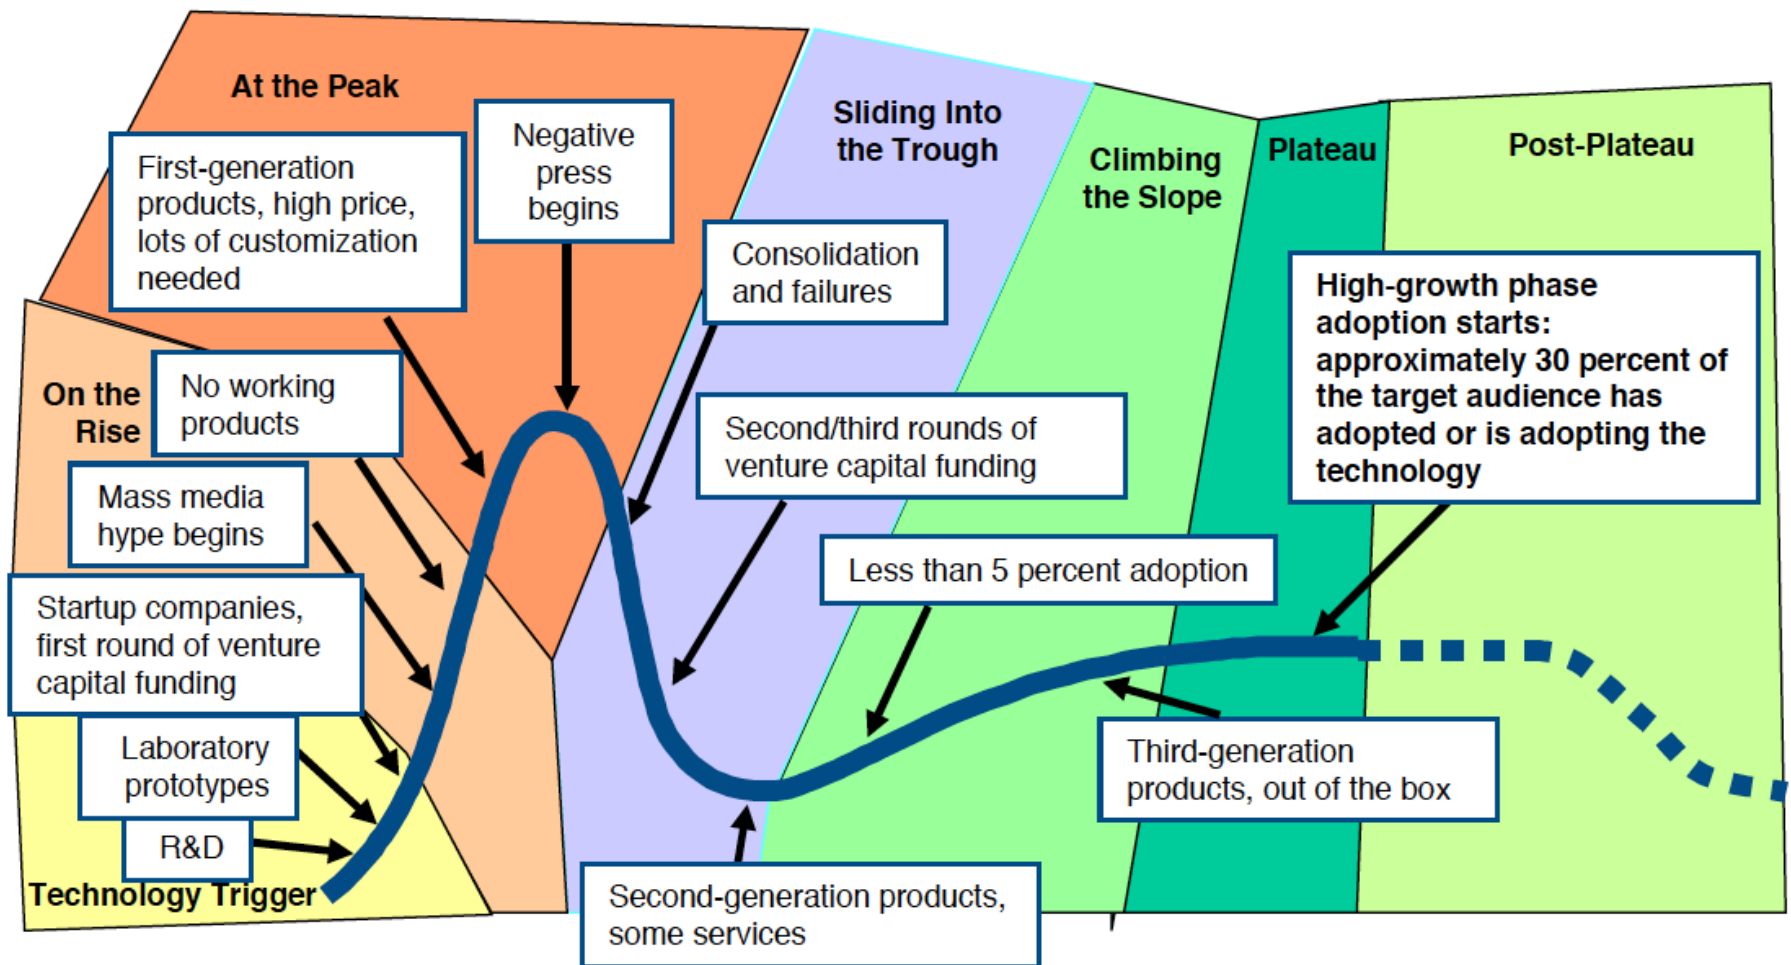 At the Peak
Negative
press
begins
Sliding Into
the Trough
Climbing
the Slope
Plateau
Post-Plateau
First-generation
products, high price,
lots of customization
needed
Consolidation
and failures
High-growth phase
adoption starts:
approximately 30 percent of
the target audience has
adopted or is adopting the
technology
On the
Rise
No working
products
Second/third rounds of
venture capital funding
Mass media
hype begins
Less than 5 percent adoption
Startup companies,
first round of venture
capital funding
Laboratory
prototypes
Third-generation
products, out of the box
R&D
Technology Trigger
Second-generation products,
some services